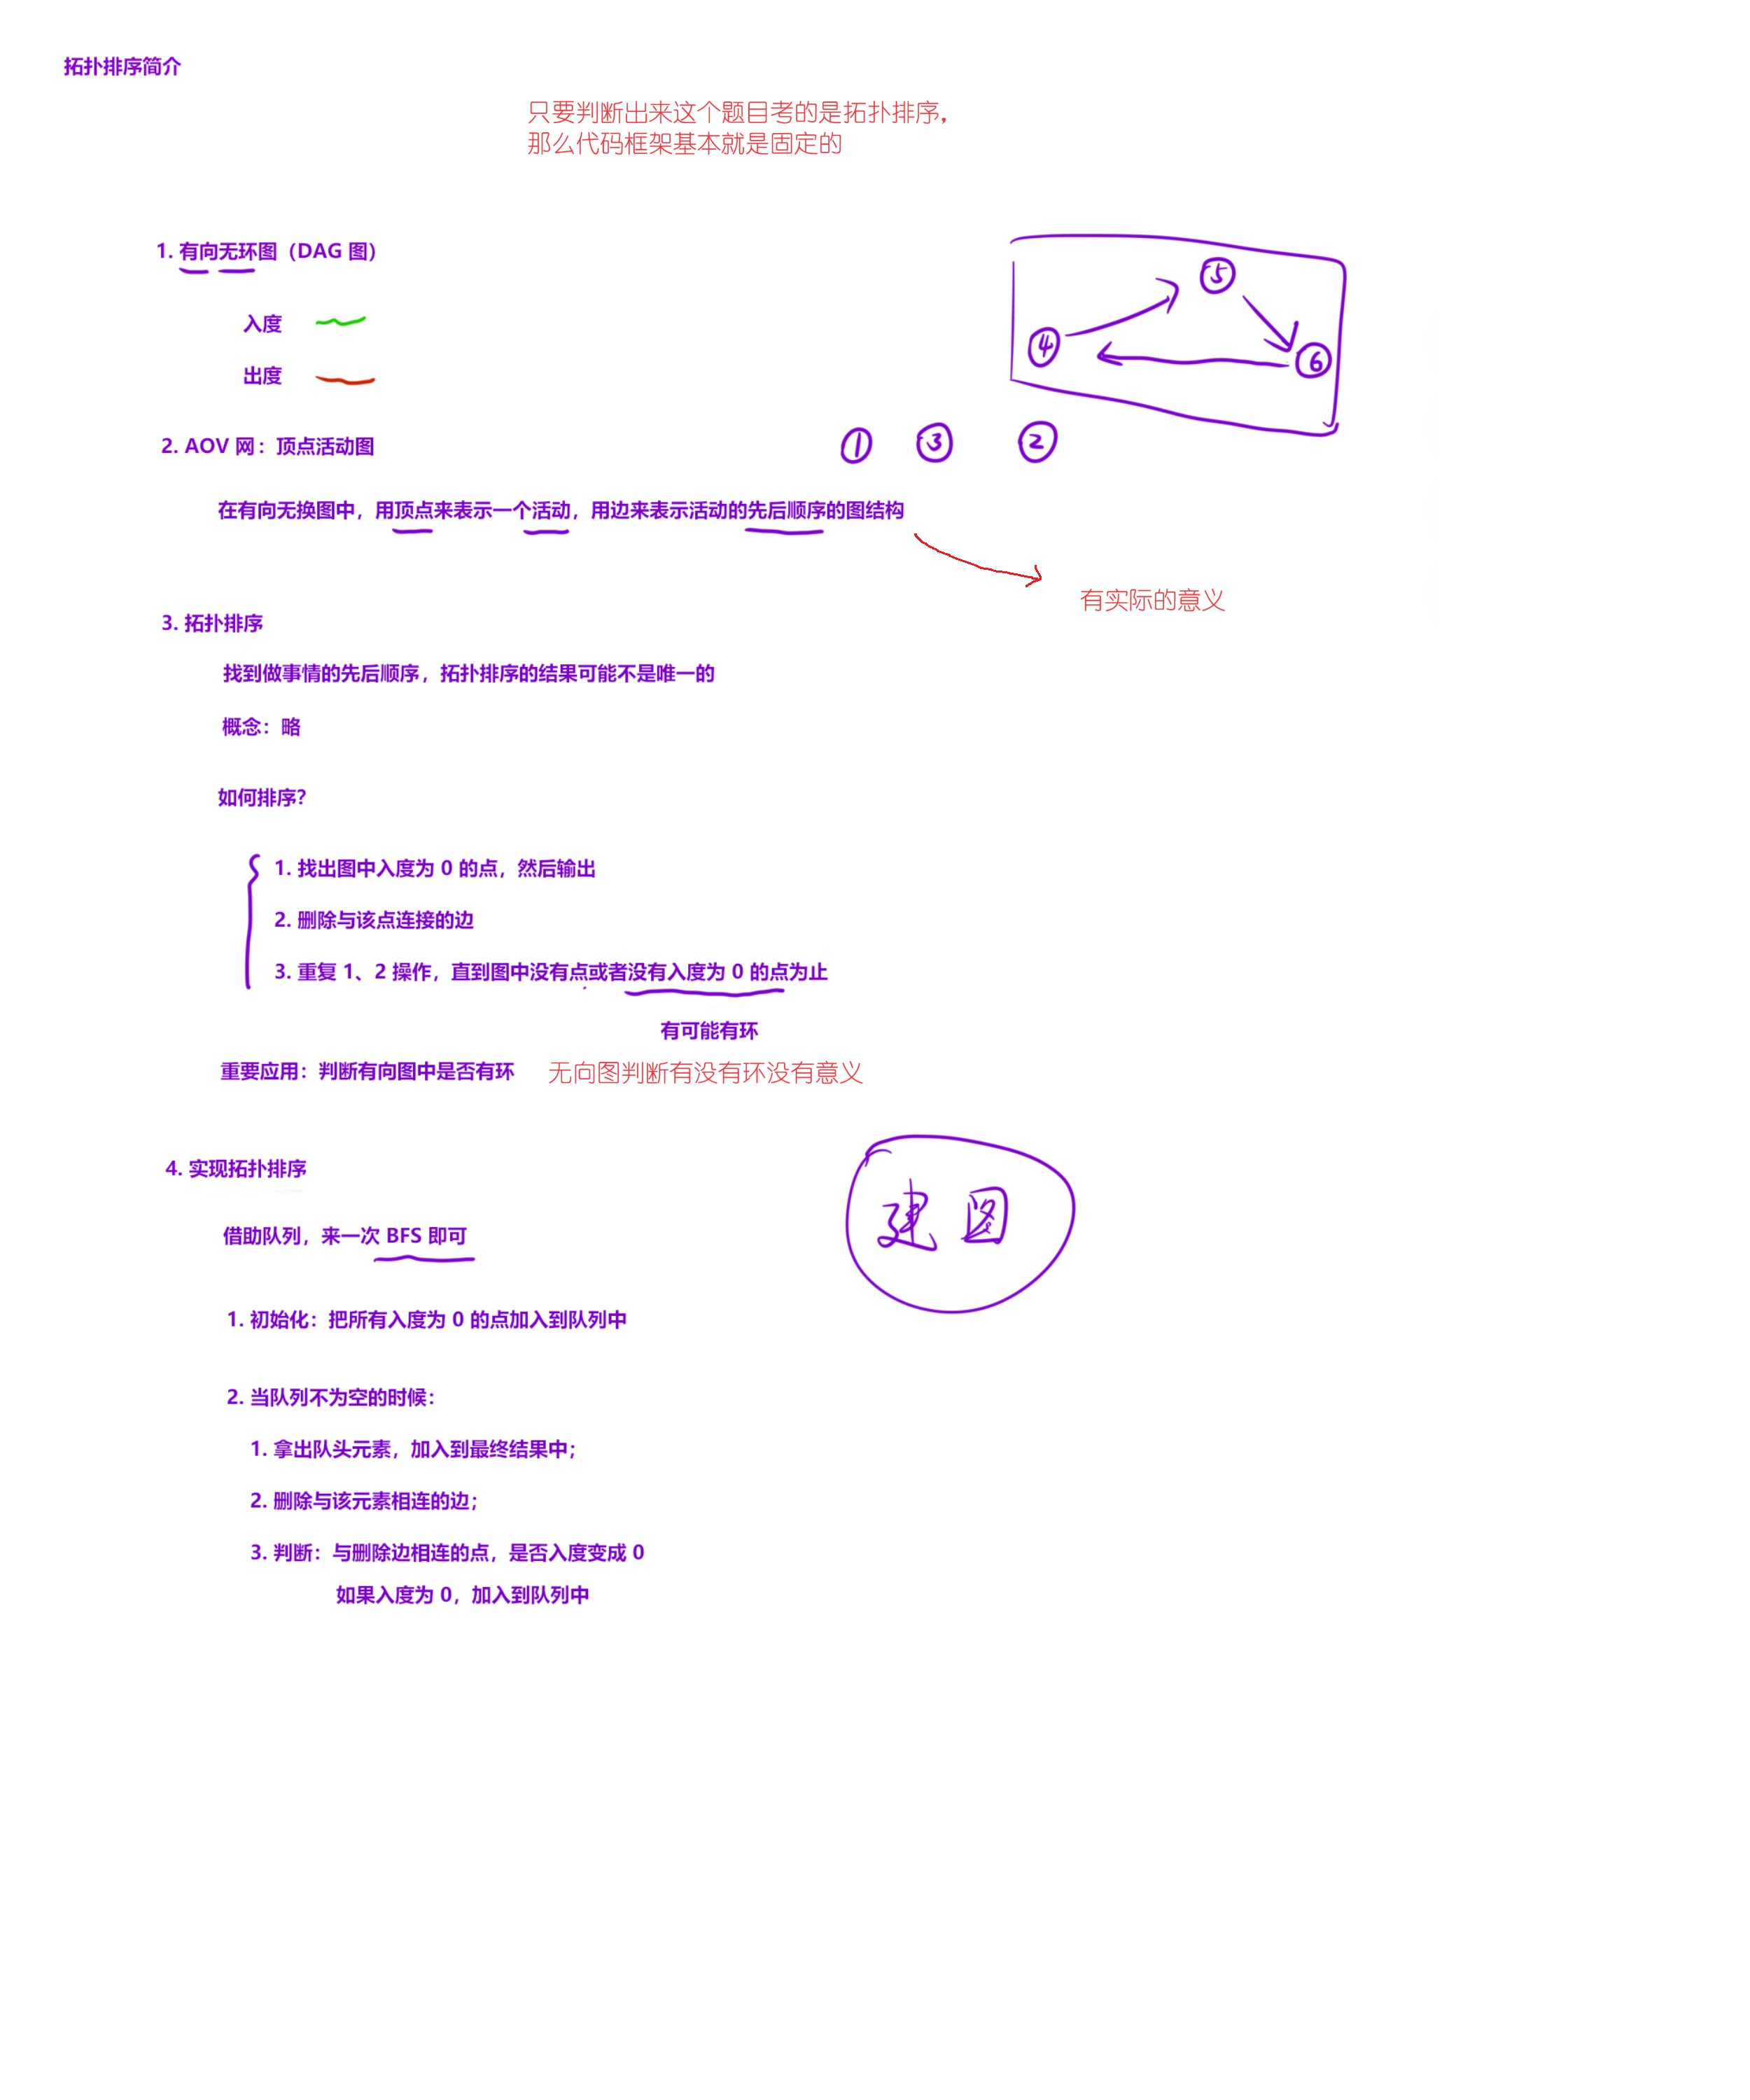 拓扑排序简介
只要判断出来这个题目考的是拓扑排序，
那么代码框架基本就是固定的
1. 有向无环图（DAG 图）
入度
出度
⑤
④
⑥
2. AOV 网：顶点活动图
① ③ ②
在有向无换图中，用顶点来表示一个活动，用边来表示活动的先后顺序的图结构
有实际的意义
3. 拓扑排序
找到做事情的先后顺序，拓扑排序的结果可能不是唯一的
概念：略
如何排序？
1. 找出图中入度为 0 的点，然后输出
2. 删除与该点连接的边
3. 重复 1、2 操作，直到图中没有点或者没有入度为 0 的点为止
有可能有环
重要应用：判断有向图中是否有环 无向图判断有没有环没有意义
4. 实现拓扑排序
建图
借助队列，来一次 BFS 即可
1. 初始化：把所有入度为 0 的点加入到队列中
2. 当队列不为空的时候：
1. 拿出队头元素，加入到最终结果中；
2. 删除与该元素相连的边；
3. 判断：与删除边相连的点，是否入度变成 0
如果入度为 0，加入到队列中